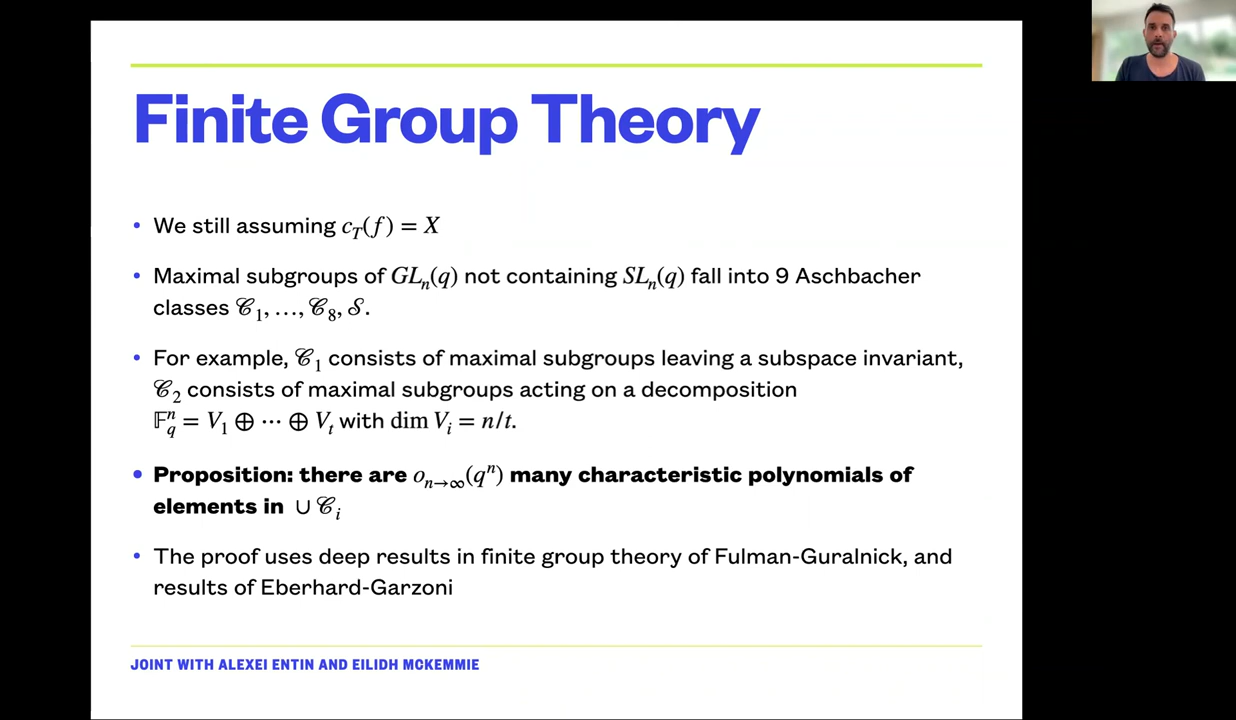 Finite Group Theory
• We still assuming $c_T(f) = X$
• Maximal subgroups of $GL_n(q)$ not containing $SL_n(q)$ fall into 9 Aschbacher
classes $\mathscr{C}_1, \ldots, \mathscr{C}_8, \mathcal{S}$.
• For example, $\mathscr{C}_1$ consists of maximal subgroups leaving a subspace invariant,
$\mathscr{C}_2$ consists of maximal subgroups acting on a decomposition
$\mathbb{F}_q^n = V_1 \oplus \cdots \oplus V_t$ with $\dim V_i = n/t$.
• Proposition: there are $o_{n\to\infty}(q^n)$ many characteristic polynomials of
elements in $\cup \mathscr{C}_i$
• The proof uses deep results in finite group theory of Fulman-Guralnick, and
results of Eberhard-Garzoni
JOINT WITH ALEXEI ENTIN AND EILIDH MCKEMMIE